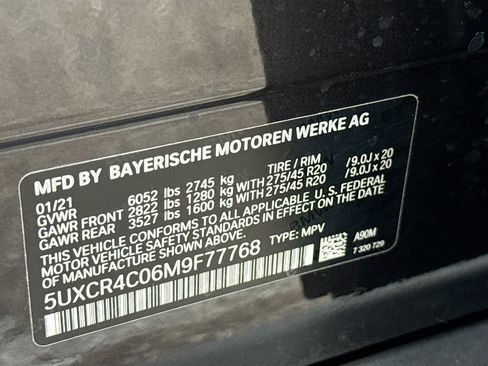 MFD BY BAYERISCHE MOTOREN WERKE AG
01/21 TIRE / RIM
GVWR 6052 lbs 2745 kg
GAWR FRONT 2822 lbs 1280 kg WITH 275/45 R20 /9.0J x 20
GAWR REAR 3527 lbs 1600 kg WITH 275/45 R20 /9.0J x 20
THIS VEHICLE CONFORMS TO ALL APPLICABLE U. S. FEDERAL
MOTOR VEHICLE SAFETY STANDARDS IN EFFECT ON THE DATE
OF MANUFACTURE SHOWN ABOVE.
5UXCR4C06M9F77768 TYPE: MPV A90M
7 320 729